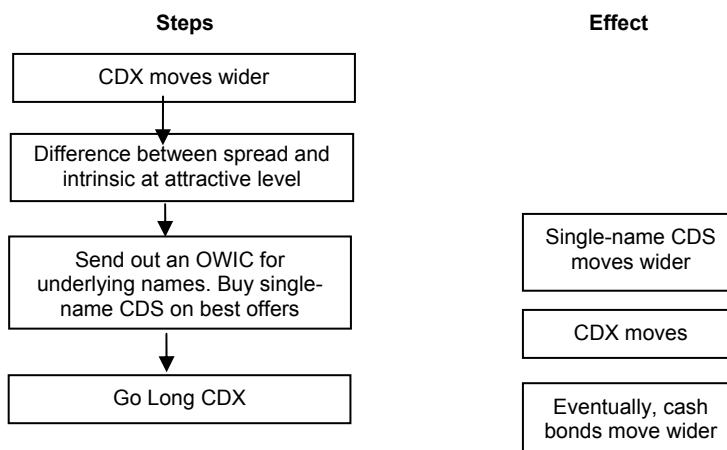 Steps
Effect
CDX moves wider
Difference between spread and
intrinsic at attractive level
Send out an OWIC for
underlying names. Buy single-
name CDS on best offers
Go Long CDX
Single-name CDS
moves wider
CDX moves
Eventually, cash
bonds move wider